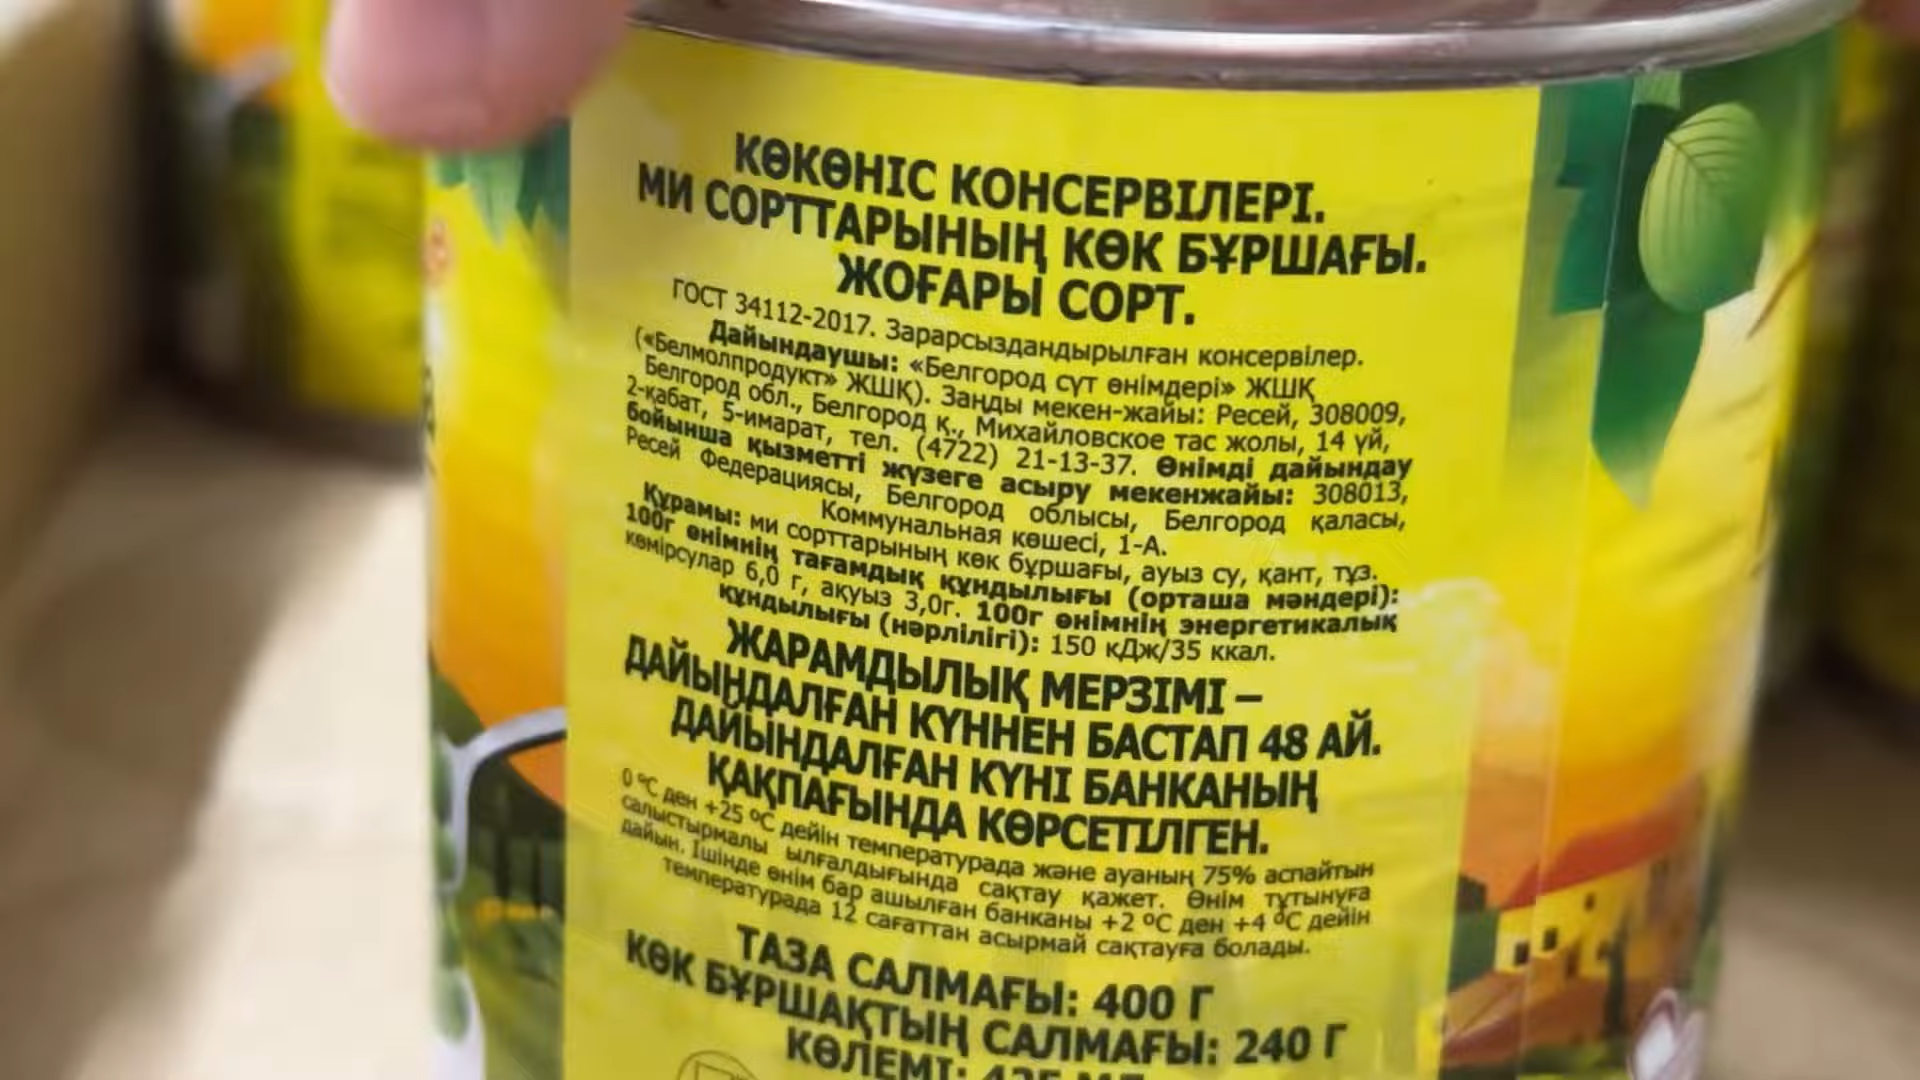 КӨКӨНІС КОНСЕРВІЛЕРІ.
МИ СОРТТАРЫНЫҢ КӨК БҰРШАҒЫ.
ЖОҒАРЫ СОРТ.
ГОСТ 34112-2017. Зарарсыздандырылған консервілер.
Дайындаушы: «Белгород сүт өнімдері» ЖШҚ
(«Белмолпродукт» ЖШҚ). Заңды мекен-жайы: Ресей, 308009,
Белгород обл., Белгород қ., Михайловское тас жолы, 14 үй,
2-қабат, 5-имарат, тел. (4722) 21-13-37. Өнімді дайындау
бойынша қызметті жүзеге асыру мекенжайы: 308013,
Ресей Федерациясы, Белгород облысы, Белгород қаласы,
Коммунальная көшесі, 1-А.
Құрамы: ми сорттарының көк бұршағы, ауыз су, қант, тұз.
100г өнімнің тағамдық құндылығы (орташа мәндері):
көмірсулар 6,0 г, ақуыз 3,0г. 100г өнімнің энергетикалық
құндылығы (нәрлілігі): 150 кДж/35 ккал.
ЖАРАМДЫЛЫҚ МЕРЗІМІ –
ДАЙЫНДАЛҒАН КҮННЕН БАСТАП 48 АЙ.
ДАЙЫНДАЛҒАН КҮНІ БАНКАНЫҢ
ҚАҚПАҒЫНДА КӨРСЕТІЛГЕН.
0 °С ден +25 °С дейін температурада және ауаның 75% аспайтын
салыстырмалы ылғалдығында сақтау қажет. Өнім тұтынуға
дайын. Ішінде өнім бар ашылған банканы +2 °С ден +4 °С дейін
температурада 12 сағаттан асырмай сақтауға болады.
ТАЗА САЛМАҒЫ: 400 Г
КӨК БҰРШАҚТЫҢ САЛМАҒЫ: 240 Г
КӨЛЕМІ: 425 МЛ